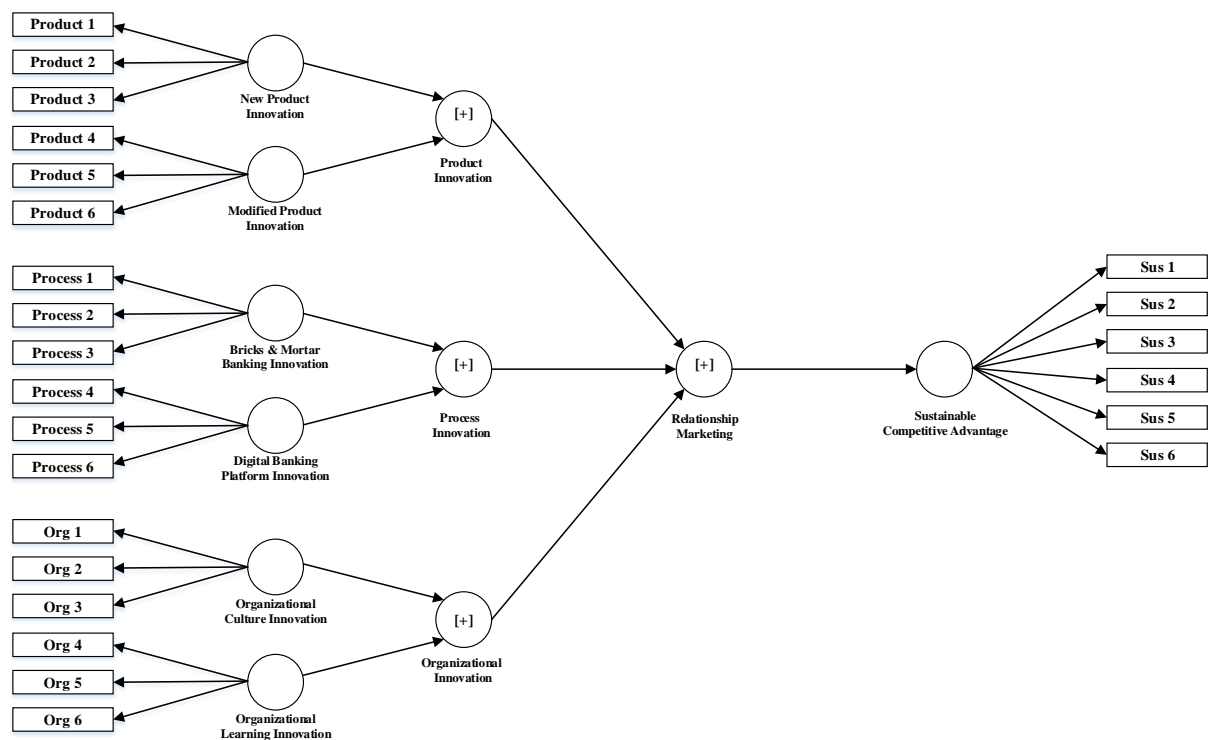 Product 1
Product 2
Product 3
New Product
Innovation
Product 4
Product 5
Product 6
Modified Product
Innovation
[+]
Product
Innovation
Process 1
Process 2
Process 3
Bricks & Mortar
Banking Innovation
Process 4
Process 5
Process 6
Digital Banking
Platform Innovation
[+]
Process
Innovation
Org 1
Org 2
Org 3
Organizational
Culture Innovation
Org 4
Org 5
Org 6
Organizational
Learning Innovation
[+]
Organizational
Innovation
[+]
Relationship
Marketing
Sustainable
Competitive Advantage
Sus 1
Sus 2
Sus 3
Sus 4
Sus 5
Sus 6